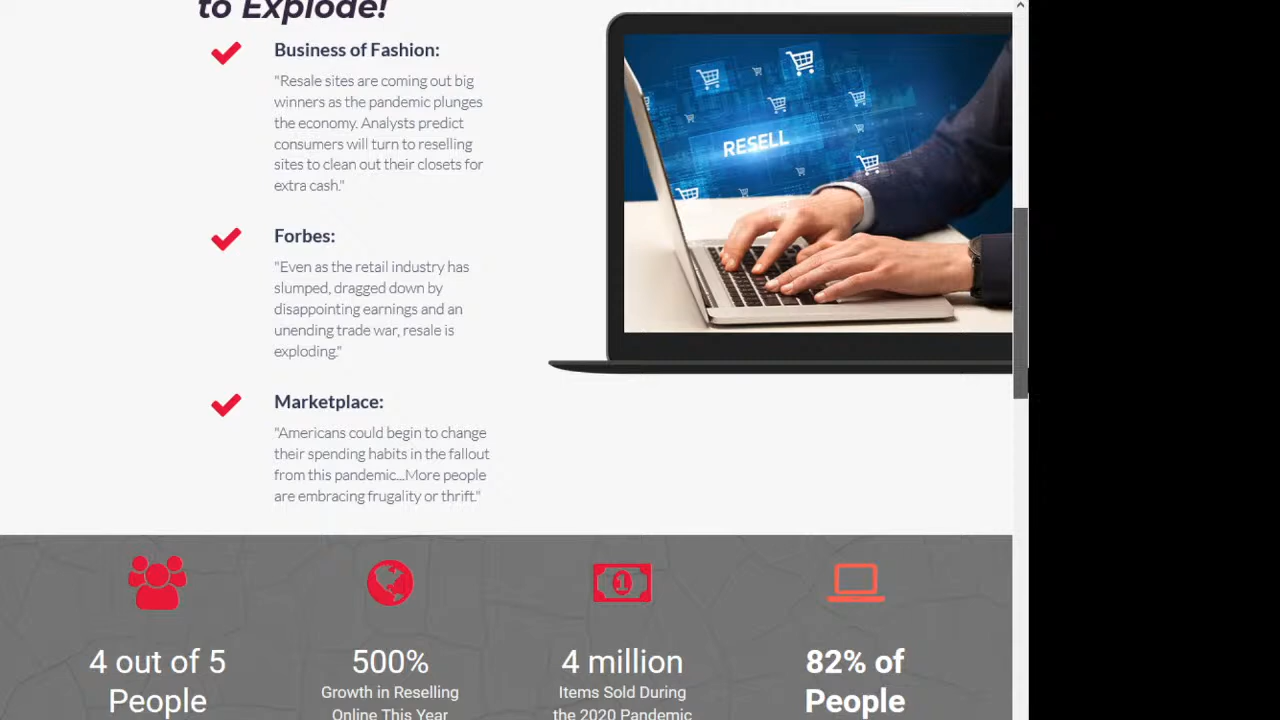 to Explode!
Business of Fashion:
"Resale sites are coming out big
winners as the pandemic plunges
the economy. Analysts predict
consumers will turn to reselling
sites to clean out their closets for
extra cash."
RESELL
Forbes:
"Even as the retail industry has
slumped, dragged down by
disappointing earnings and an
unending trade war, resale is
exploding."
Marketplace:
"Americans could begin to change
their spending habits in the fallout
from this pandemic...More people
are embracing frugality or thrift."
1
4 out of 5
People
500%
Growth in Reselling
Online This Year
4 million
Items Sold During
the 2020 Pandemic
82% of
People